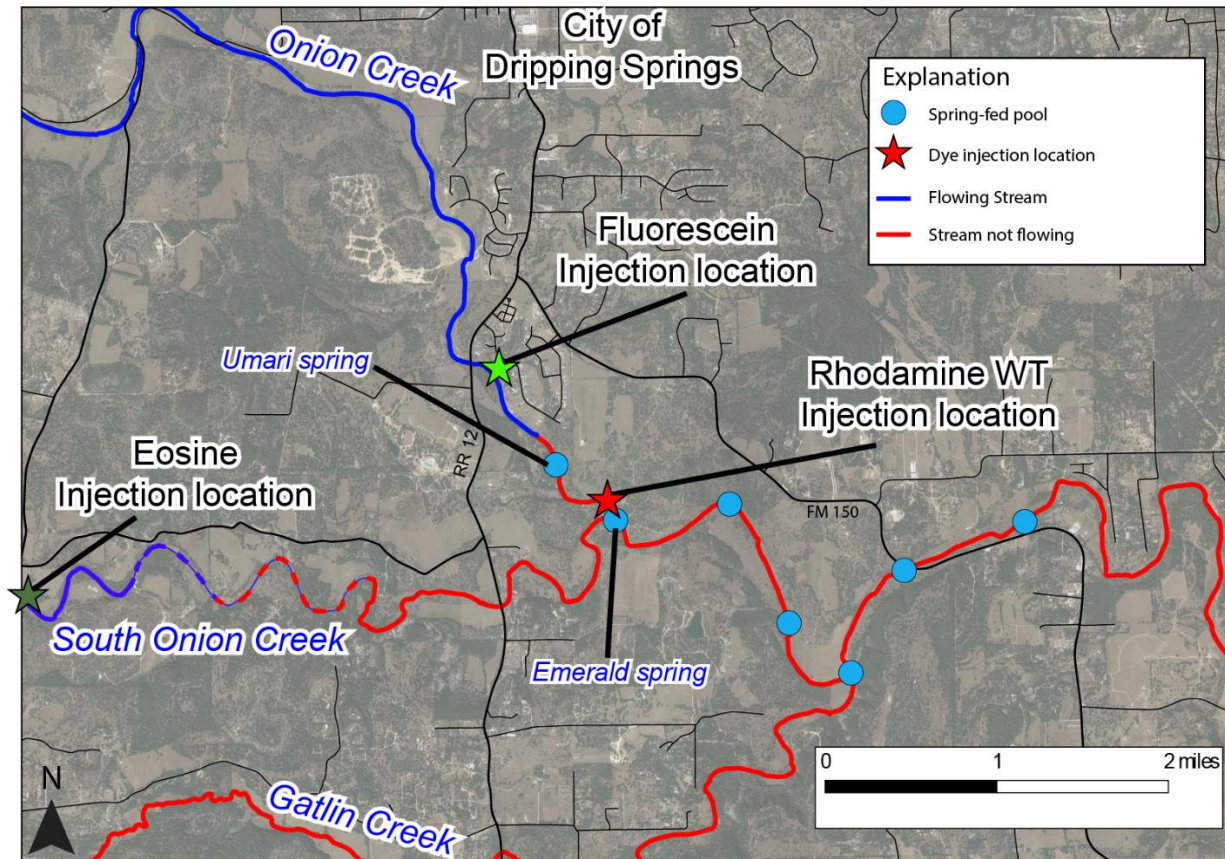 Onion Creek
City of
Dripping Springs
Explanation
Spring-fed pool
Dye injection location
Flowing Stream
Stream not flowing
Fluorescein
Injection location
Umari spring
Rhodamine WT
Injection location
RR 12
Eosine
Injection location
FM 150
South Onion Creek
Emerald spring
N
Gatlin Creek
0 1 2 miles